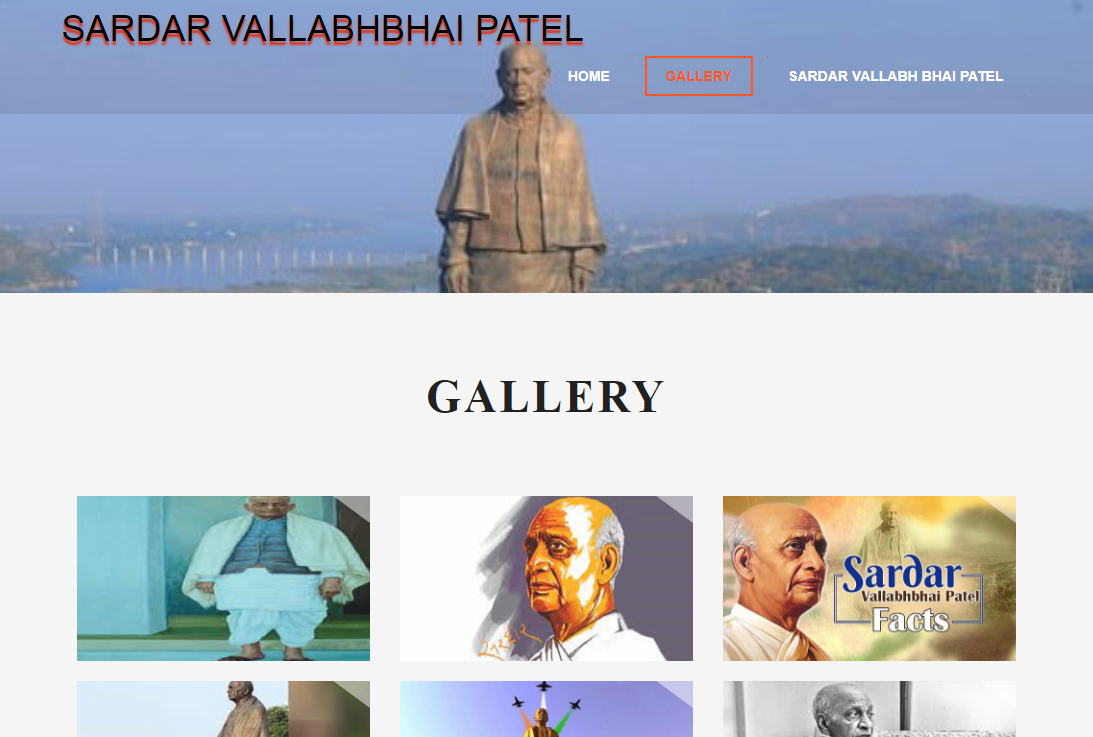 SARDAR VALLABHBHAI PATEL
HOME
GALLERY
SARDAR VALLABH BHAI PATEL
GALLERY
Sardar
Vallabhbhai Patel
Facts